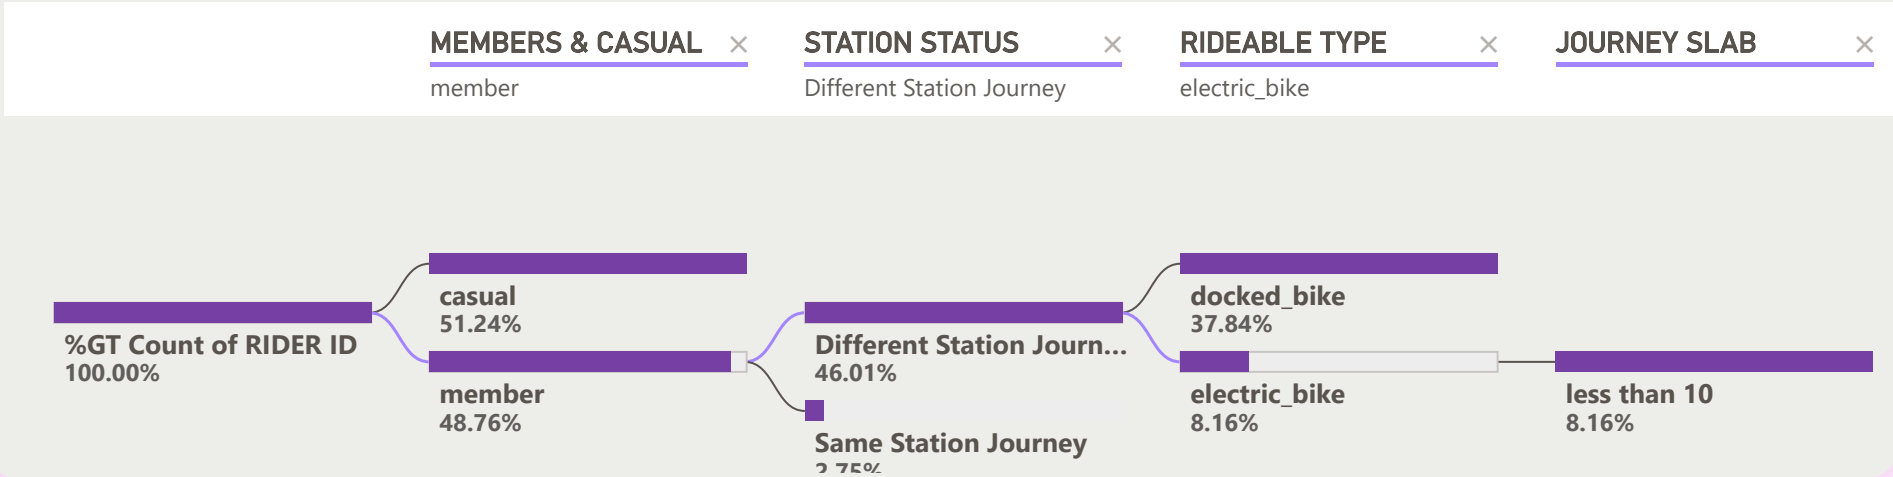 MEMBERS & CASUAL
member
STATION STATUS
Different Station Journey
RIDEABLE TYPE
electric_bike
JOURNEY SLAB
%GT Count of RIDER ID
100.00%
casual
51.24%
member
48.76%
Different Station Journ...
46.01%
Same Station Journey
2.75%
docked_bike
37.84%
electric_bike
8.16%
less than 10
8.16%